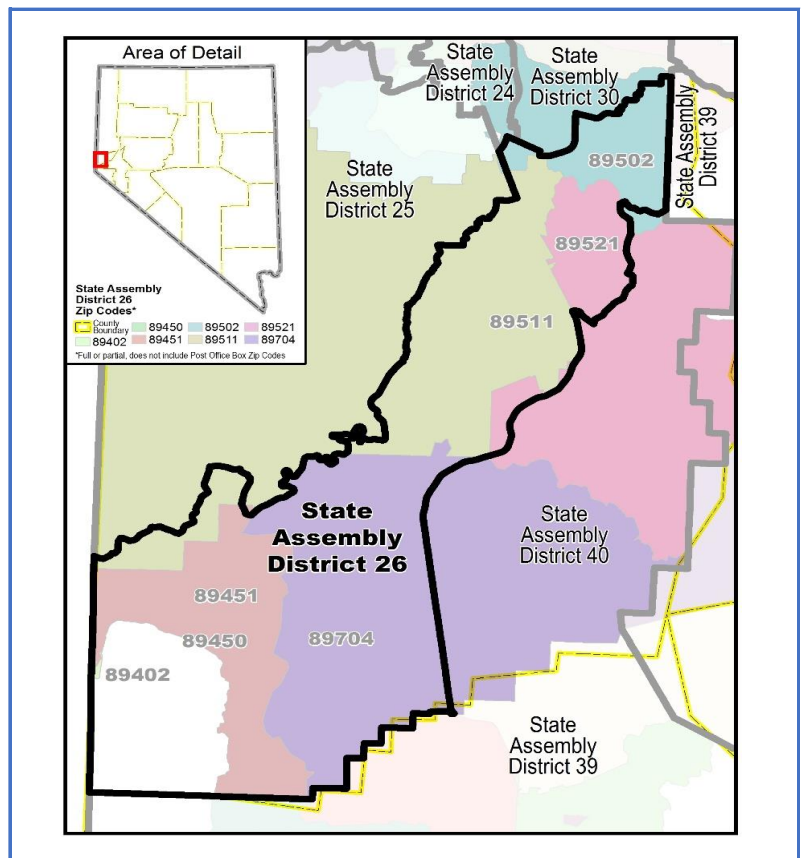 Area of Detail
State Assembly
District 26
Zip Codes*
County
Boundary
89402
89450
89451
89502
89511
89521
89704
*Full or partial, does not include Post Office Box Zip Codes
State
Assembly
District 24
State
Assembly
District 30
State
Assembly
District 39
State
Assembly
District 25
89502
89521
89511
State
Assembly
District 26
State
Assembly
District 40
89451
89450
89704
89402
State
Assembly
District 39